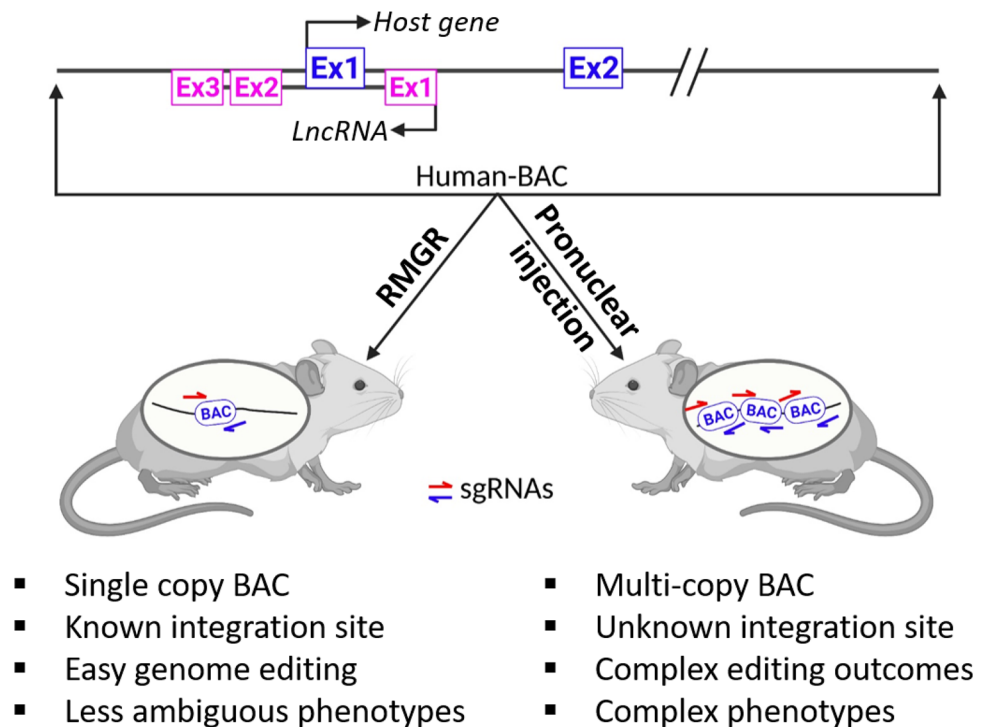 Host gene
Ex1
Ex2
Ex3 Ex2 Ex1
LncRNA
Human-BAC
RMGR
Pronuclear
injection
BAC
BAC BAC BAC
sgRNAs
▪ Single copy BAC
▪ Known integration site
▪ Easy genome editing
▪ Less ambiguous phenotypes
▪ Multi-copy BAC
▪ Unknown integration site
▪ Complex editing outcomes
▪ Complex phenotypes